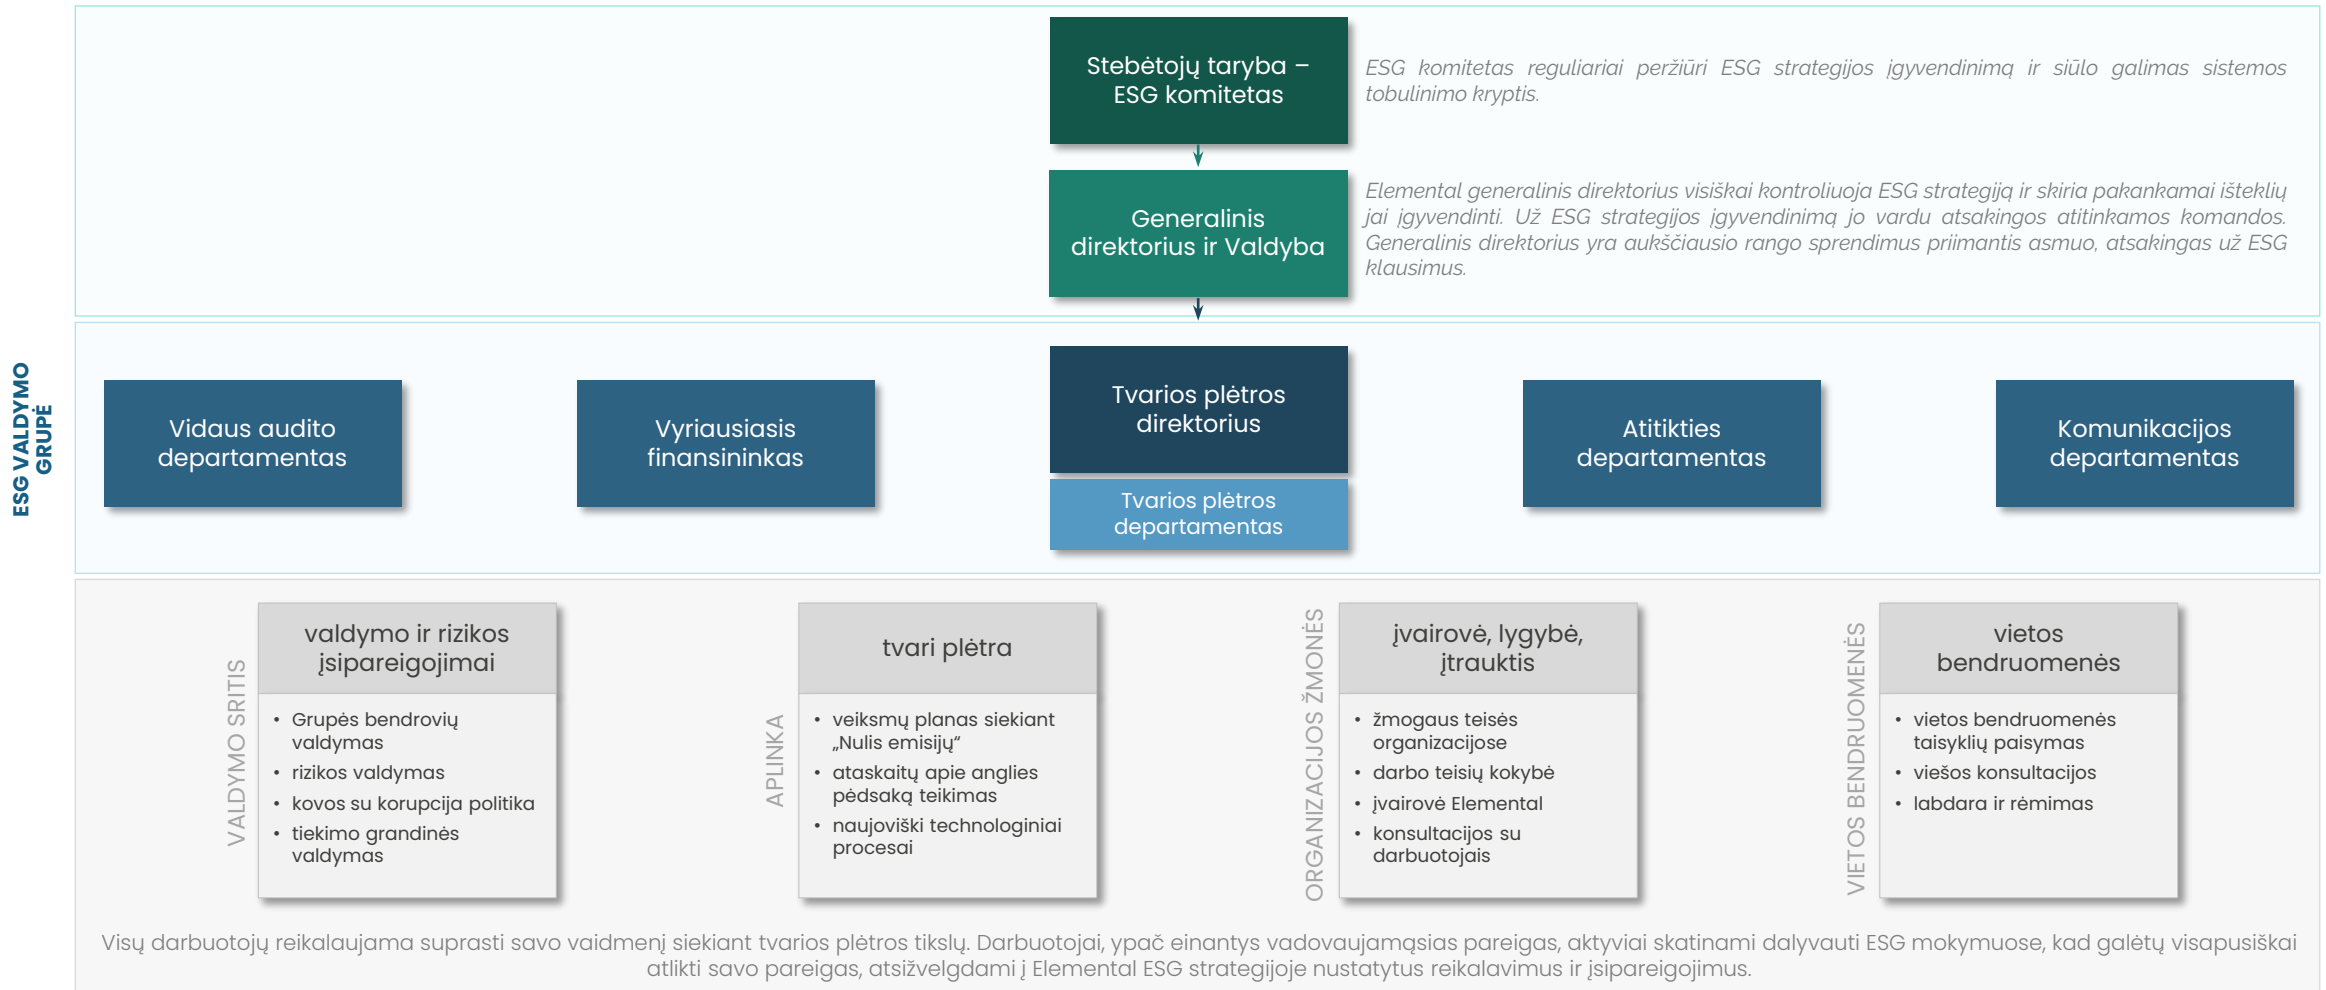 Stebėtojų taryba –
ESG komitetas
ESG komitetas reguliariai peržiūri ESG strategijos įgyvendinimą ir siūlo galimas sistemos
tobulinimo kryptis.
Generalinis
direktorius ir Valdyba
Elemental generalinis direktorius visiškai kontroliuoja ESG strategiją ir skiria pakankamai išteklių
jai įgyvendinti. Už ESG strategijos įgyvendinimą jo vardu atsakingos atitinkamos komandos.
Generalinis direktorius yra aukščiausio rango sprendimus priimantis asmuo, atsakingas už ESG
klausimus.
ESG VALDYMO
GRUPĖ
Vidaus audito
departamentas
Vyriausiasis
finansininkas
Tvarios plėtros
direktorius
Tvarios plėtros
departamentas
Atitikties
departamentas
Komunikacijos
departamentas
VALDYMO SRITIS
valdymo ir rizikos
įsipareigojimai
• Grupės bendrovių
valdymas
• rizikos valdymas
• kovos su korupcija politika
• tiekimo grandinės
valdymas
APLINKA
tvari plėtra
• veiksmų planas siekiant
„Nulis emisijų“
• ataskaitų apie anglies
pėdsaką teikimas
• naujoviški technologiniai
procesai
ORGANIZACIJOS ŽMONĖS
įvairovė, lygybė,
įtrauktis
• žmogaus teisės
organizacijose
• darbo teisių kokybė
• įvairovė Elemental
• konsultacijos su
darbuotojais
VIETOS BENDRUOMENĖS
vietos
bendruomenės
• vietos bendruomenės
taisyklių paisymas
• viešos konsultacijos
• labdara ir rėmimas
Visų darbuotojų reikalaujama suprasti savo vaidmenį siekiant tvarios plėtros tikslų. Darbuotojai, ypač einantys vadovaujamąsias pareigas, aktyviai skatinami dalyvauti ESG mokymuose, kad galėtų visapusiškai
atlikti savo pareigas, atsižvelgdami į Elemental ESG strategijoje nustatytus reikalavimus ir įsipareigojimus.